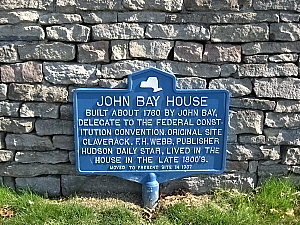 JOHN BAY HOUSE
BUILT ABOUT 1760 BY JOHN BAY,
DELEGATE TO THE FEDERAL CONST-
ITUTION CONVENTION. ORIGINAL SITE
CLAVERACK. F.H. WEBB, PUBLISHER
HUDSON DAILY STAR, LIVED IN THE
HOUSE IN THE LATE 1800'S.
MOVED TO PRESENT SITE IN